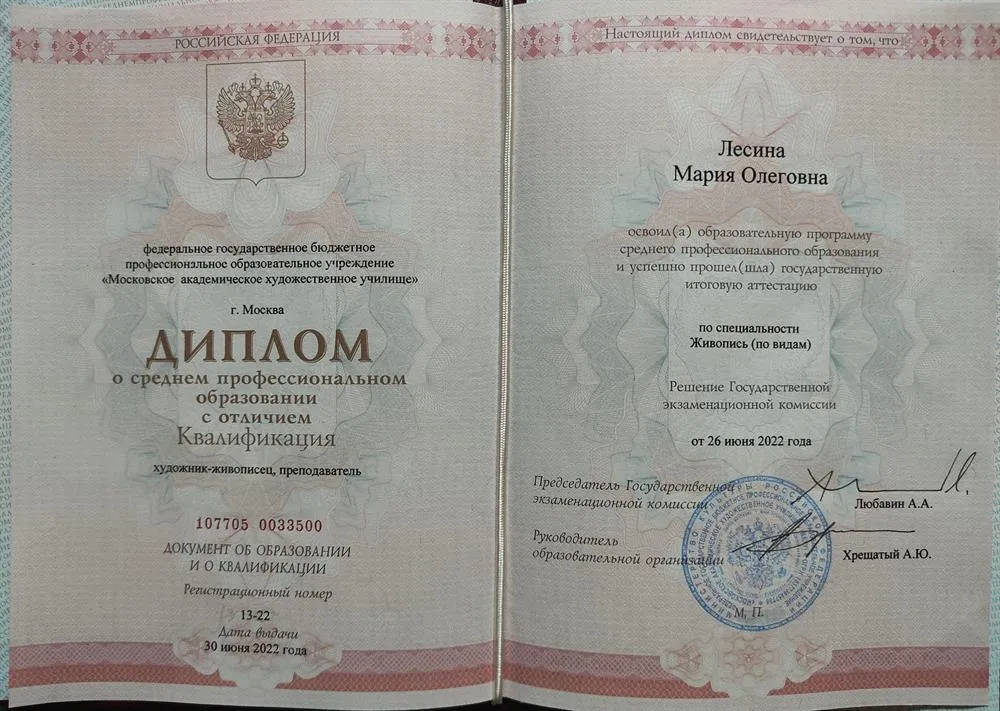 РОССИЙСКАЯ ФЕДЕРАЦИЯ
федеральное государственное бюджетное
профессиональное образовательное учреждение
«Московское академическое художественное училище»
г. Москва
ДИПЛОМ
о среднем профессиональном
образовании
с отличием
Квалификация
художник-живописец, преподаватель
107705 0033500
ДОКУМЕНТ ОБ ОБРАЗОВАНИИ
И О КВАЛИФИКАЦИИ
Регистрационный номер
13-22
Дата выдачи
30 июня 2022 года
Настоящий диплом свидетельствует о том, что
Лесина
Мария Олеговна
освоил(а) образовательную программу
среднего профессионального образования
и успешно прошел(шла) государственную
итоговую аттестацию
по специальности
Живопись (по видам)
Решение Государственной
экзаменационной комиссии
от 26 июня 2022 года
Председатель Государственной
экзаменационной комиссии
Любавин А.А.
Руководитель
образовательной организации
Хрещатый А.Ю.
М. П.
МИНИСТЕРСТВО КУЛЬТУРЫ РОССИЙСКОЙ ФЕДЕРАЦИИ